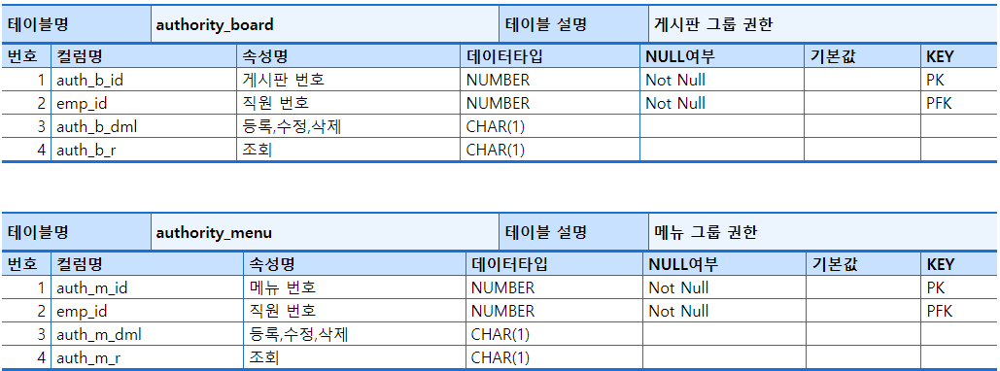 테이블명 authority_board 테이블 설명 게시판 그룹 권한
번호 컬럼명 속성명 데이터타입 NULL여부 기본값 KEY
1 auth_b_id 게시판 번호 NUMBER Not Null PK
2 emp_id 직원 번호 NUMBER Not Null PFK
3 auth_b_dml 등록,수정,삭제 CHAR(1)
4 auth_b_r 조회 CHAR(1)
테이블명 authority_menu 테이블 설명 메뉴 그룹 권한
번호 컬럼명 속성명 데이터타입 NULL여부 기본값 KEY
1 auth_m_id 메뉴 번호 NUMBER Not Null PK
2 emp_id 직원 번호 NUMBER Not Null PFK
3 auth_m_dml 등록,수정,삭제 CHAR(1)
4 auth_m_r 조회 CHAR(1)